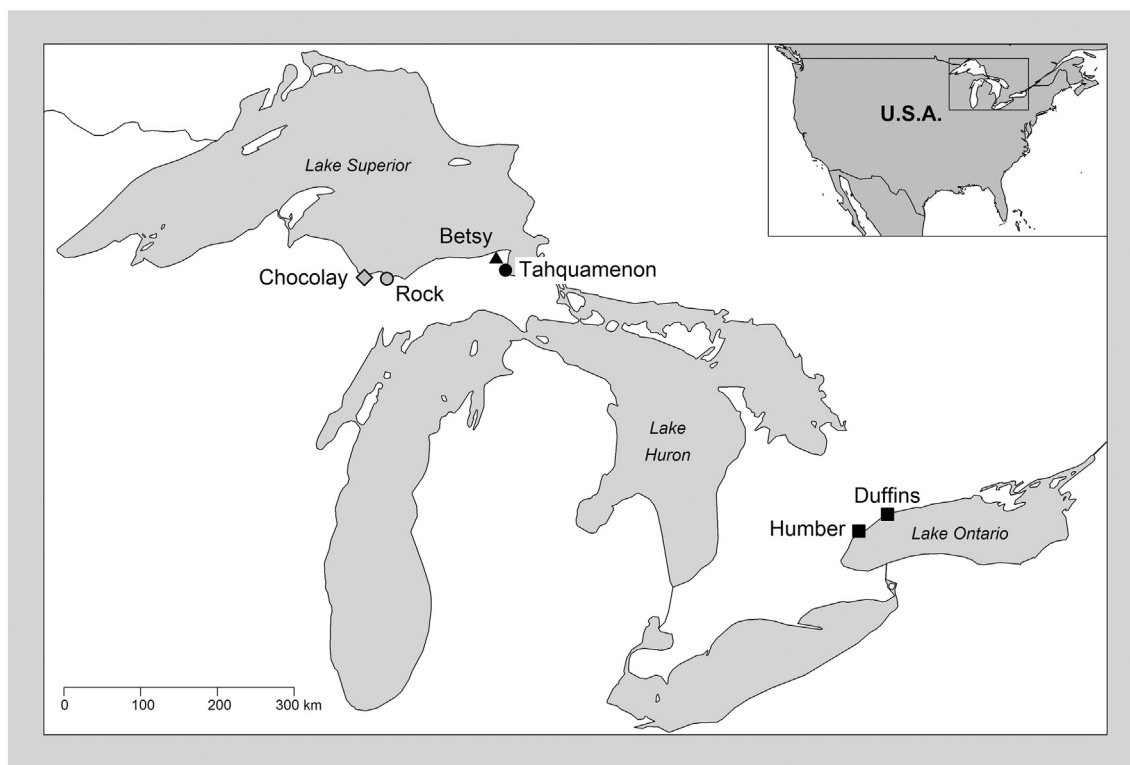 U.S.A.
Lake Superior
Betsy
Chocolay
Tahquamenon
Rock
Lake
Huron
Duffins
Humber
Lake Ontario
0 100 200 300 km